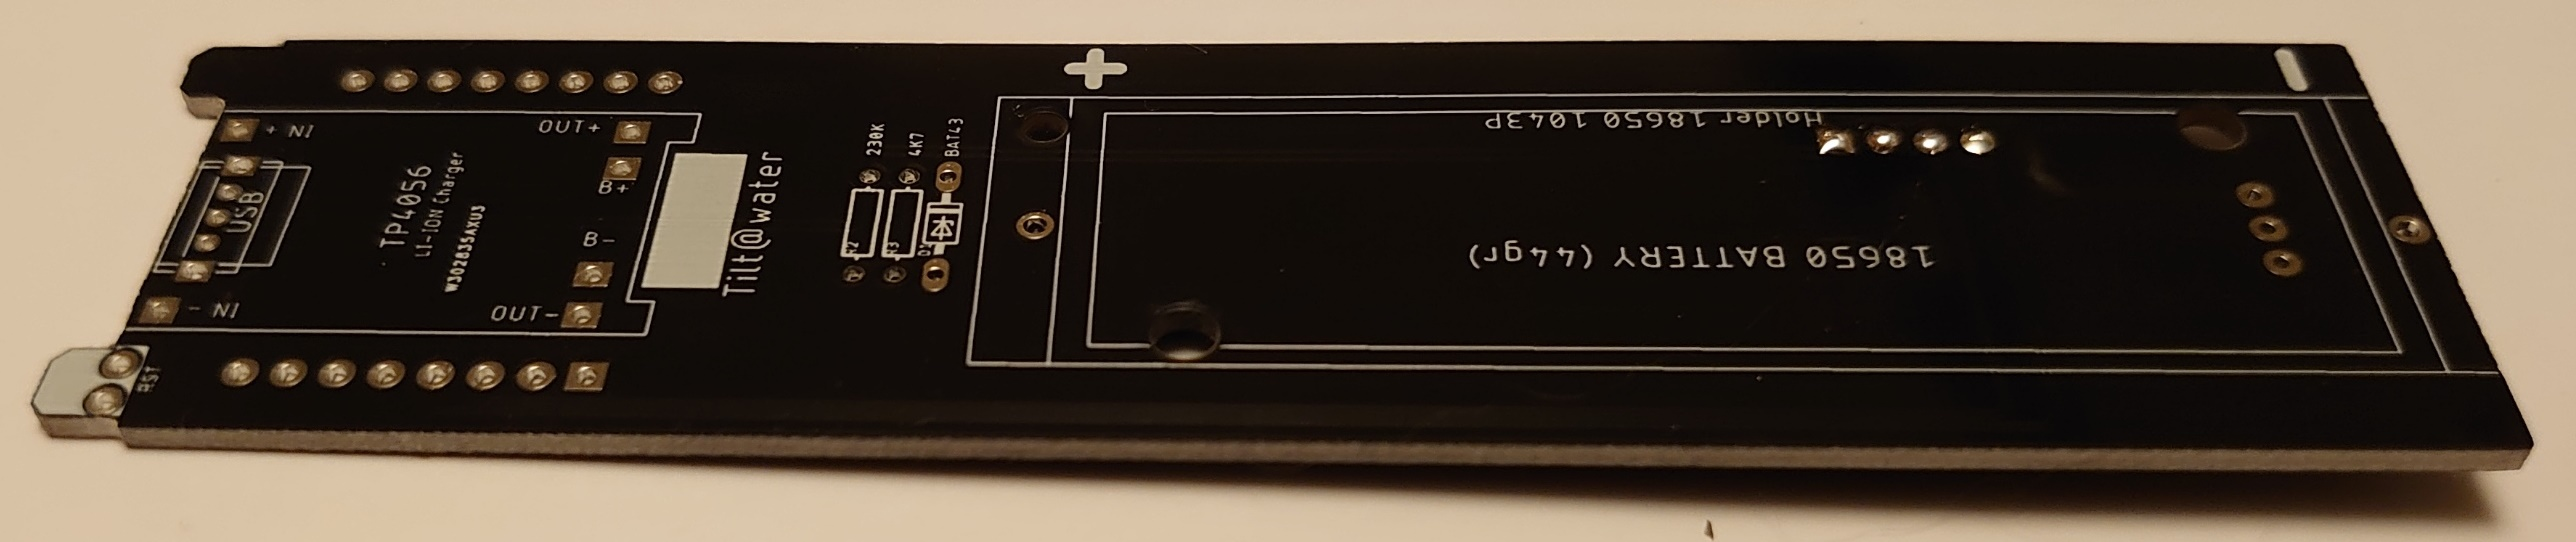 + IN
OUT+
B+
TP4056
LI-ION Charger
W302835AXU3
USB
B-
OUT-
- IN
RST
Tilt@water
230K
4K7
BAT43
R2
R3
+
-
Holder 18650 1043P
18650 BATTERY (44gr)